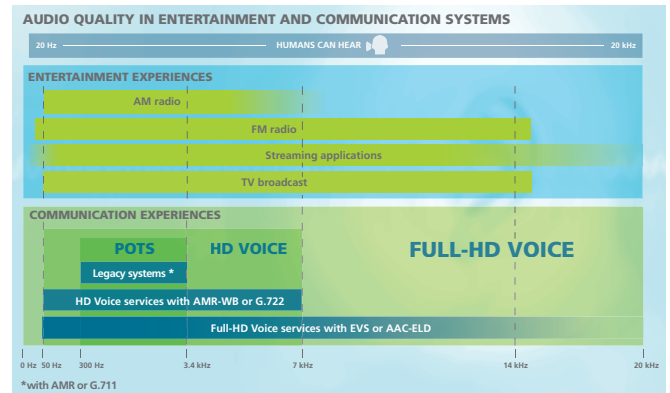 AUDIO QUALITY IN ENTERTAINMENT AND COMMUNICATION SYSTEMS
20 Hz HUMANS CAN HEAR 20 kHz
ENTERTAINMENT EXPERIENCES
AM radio
FM radio
Streaming applications
TV broadcast
COMMUNICATION EXPERIENCES
POTS HD VOICE FULL-HD VOICE
Legacy systems *
HD Voice services with AMR-WB or G.722
Full-HD Voice services with EVS or AAC-ELD
0 Hz 50 Hz 300 Hz 3.4 kHz 7 kHz 14 kHz 20 kHz
*with AMR or G.711